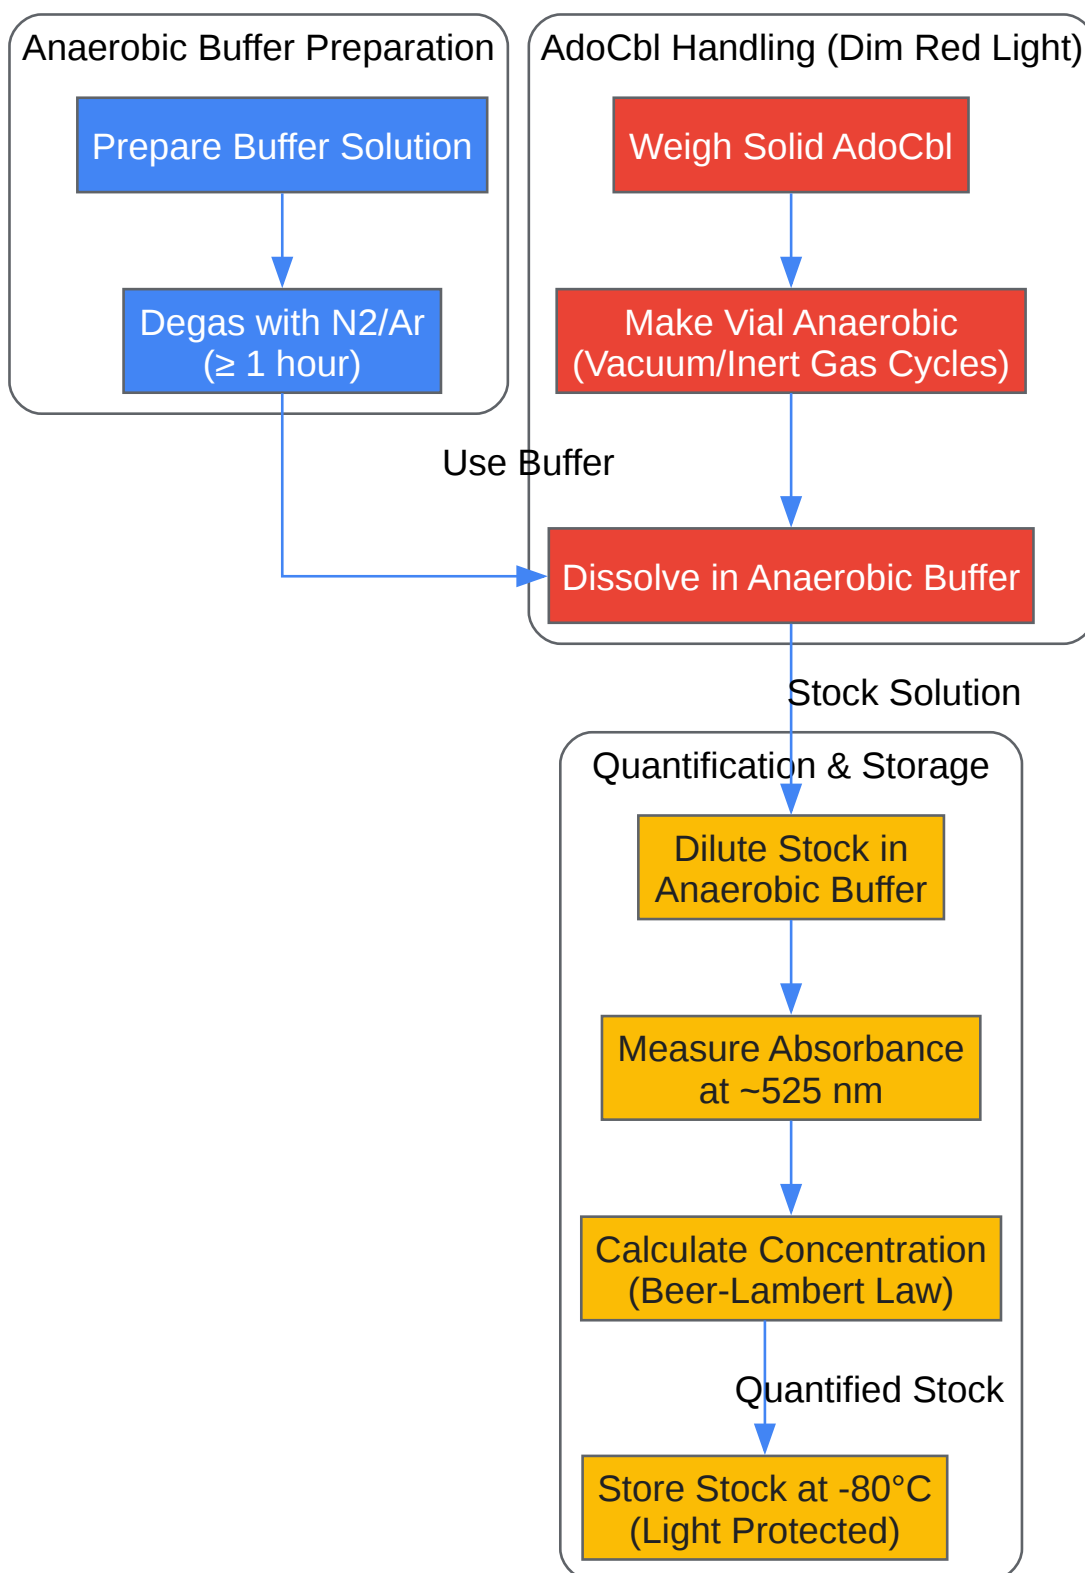 Anaerobic Buffer Preparation
Prepare Buffer Solution
Degas with N2/Ar
(≥ 1 hour)
AdoCbl Handling (Dim Red Light)
Weigh Solid AdoCbl
Make Vial Anaerobic
(Vacuum/Inert Gas Cycles)
Use Buffer
Dissolve in Anaerobic Buffer
Stock Solution
Quantification & Storage
Dilute Stock in
Anaerobic Buffer
Measure Absorbance
at ~525 nm
Calculate Concentration
(Beer-Lambert Law)
Quantified Stock
Store Stock at -80°C
(Light Protected)